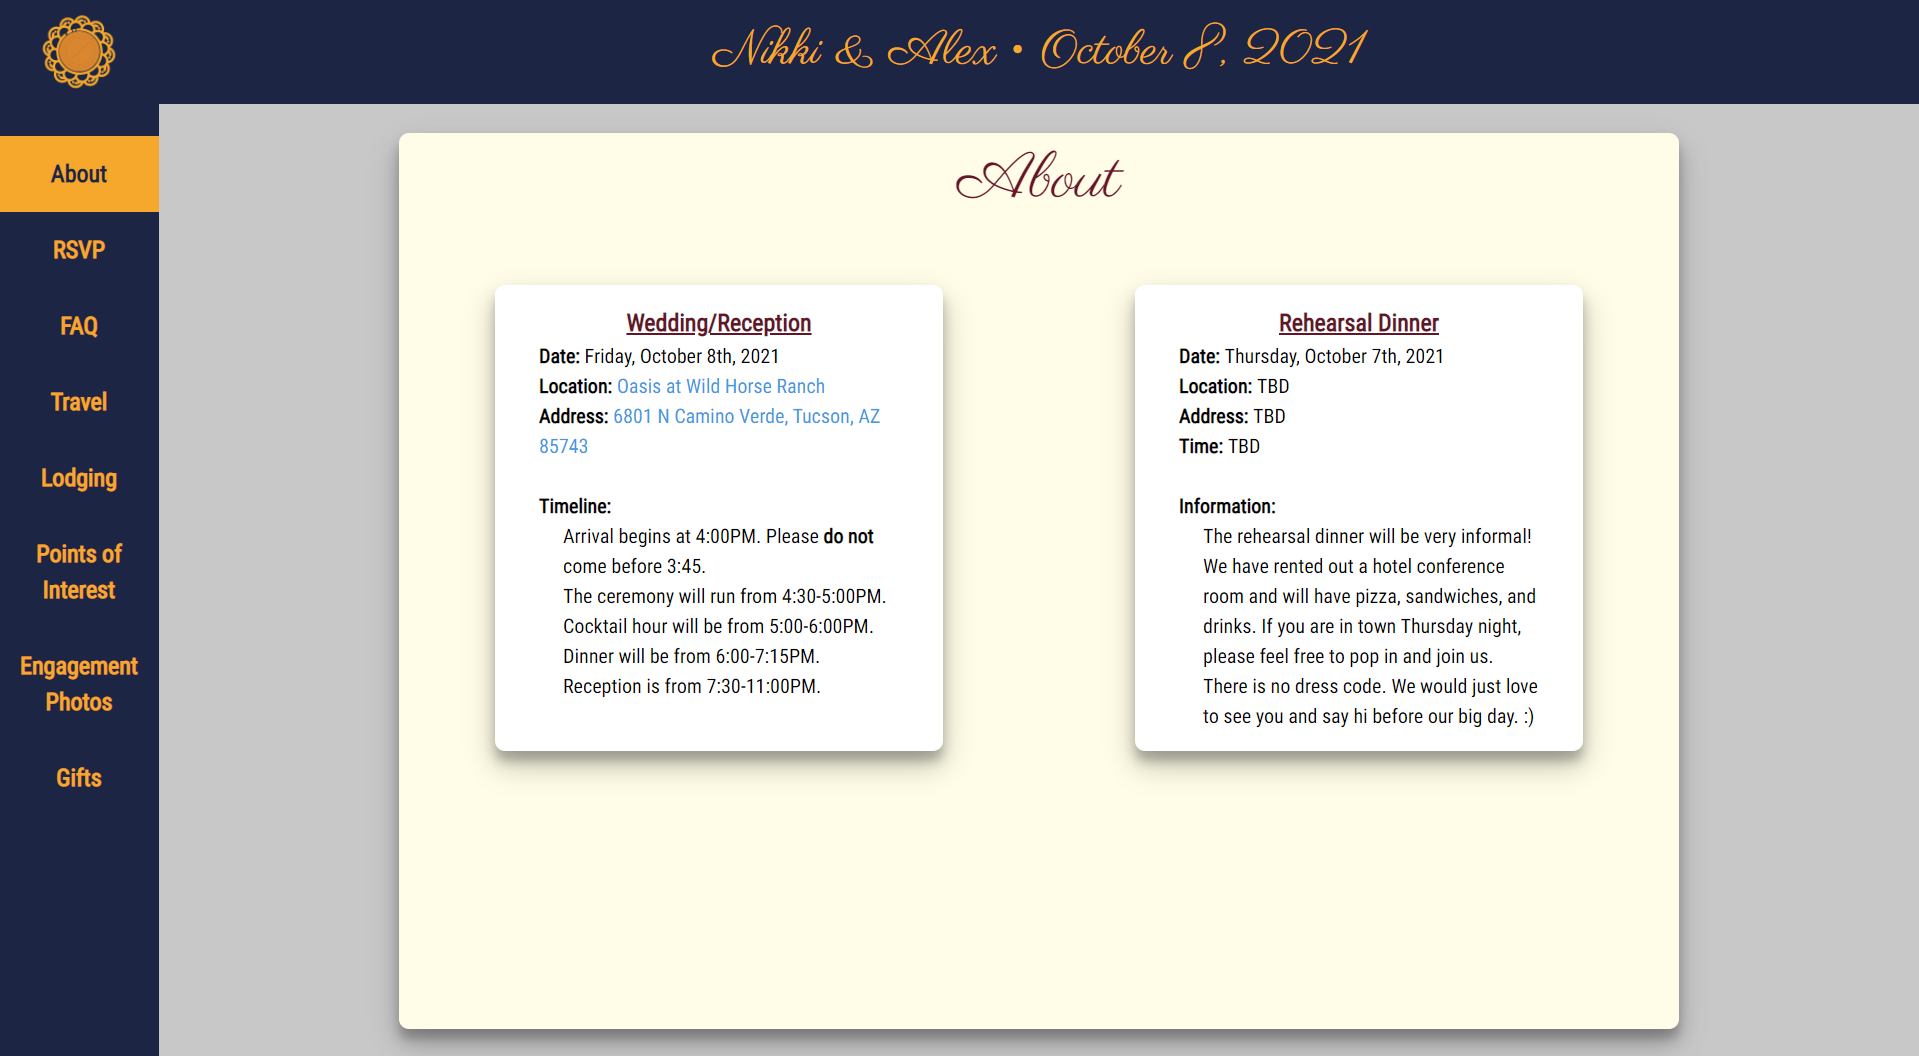 Nikki & Alex • October 8, 2021
About
RSVP
FAQ
Travel
Lodging
Points of
Interest
Engagement
Photos
Gifts
About
Wedding/Reception
Date: Friday, October 8th, 2021
Location: Oasis at Wild Horse Ranch
Address: 6801 N Camino Verde, Tucson, AZ
85743
Timeline:
Arrival begins at 4:00PM. Please do not
come before 3:45.
The ceremony will run from 4:30-5:00PM.
Cocktail hour will be from 5:00-6:00PM.
Dinner will be from 6:00-7:15PM.
Reception is from 7:30-11:00PM.
Rehearsal Dinner
Date: Thursday, October 7th, 2021
Location: TBD
Address: TBD
Time: TBD
Information:
The rehearsal dinner will be very informal!
We have rented out a hotel conference
room and will have pizza, sandwiches, and
drinks. If you are in town Thursday night,
please feel free to pop in and join us.
There is no dress code. We would just love
to see you and say hi before our big day. :)